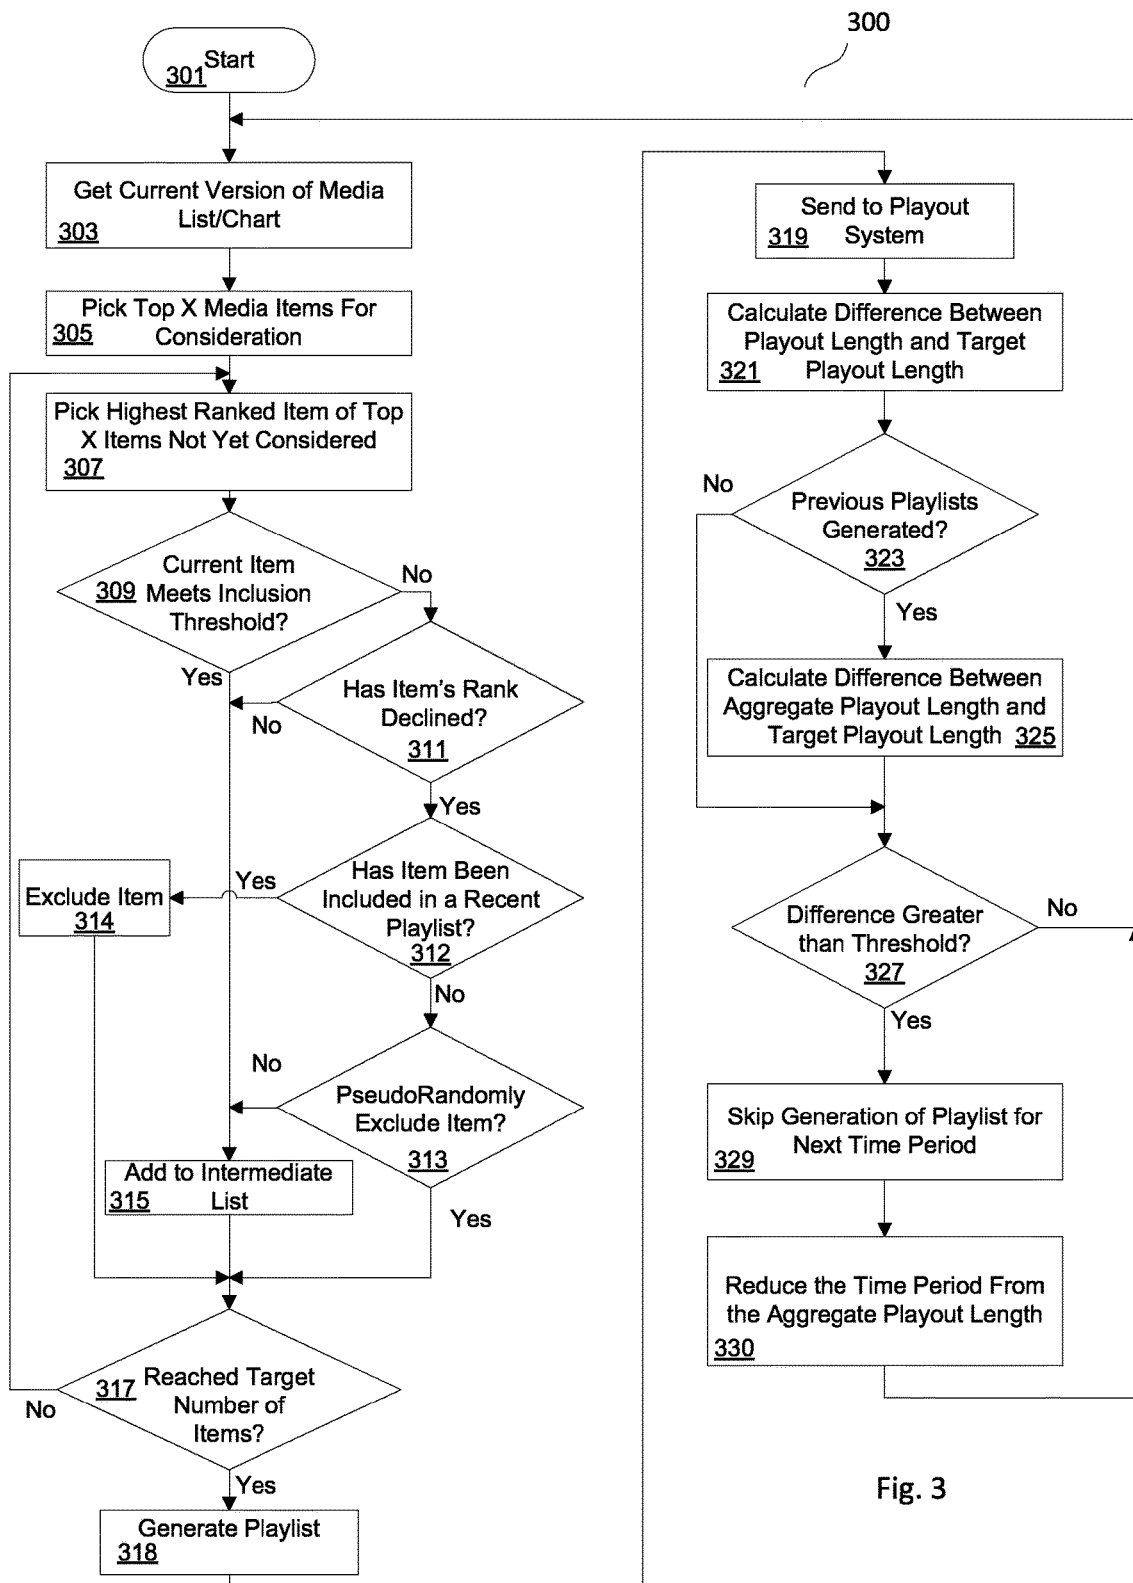 300
Start
301
Get Current Version of Media
List/Chart
303
Pick Top X Media Items For
305
Consideration
Pick Highest Ranked Item of Top
X Items Not Yet Considered
307
Current Item
309 Meets Inclusion
Threshold?
No
Yes
Has Item's Rank
Declined?
311
No
Yes
Has Item Been
Included in a Recent
Playlist?
312
Yes
Exclude Item
314
No
PseudoRandomly
Exclude Item?
313
No
Yes
Add to Intermediate
315 List
317 Reached Target
Number of
Items?
No
Yes
Generate Playlist
318
Send to Playout
319 System
Calculate Difference Between
Playout Length and Target
321 Playout Length
Previous Playlists
Generated?
323
No
Yes
Calculate Difference Between
Aggregate Playout Length and
Target Playout Length 325
Difference Greater
than Threshold?
327
No
Yes
Skip Generation of Playlist for
329 Next Time Period
Reduce the Time Period From
the Aggregate Playout Length
330
Fig. 3